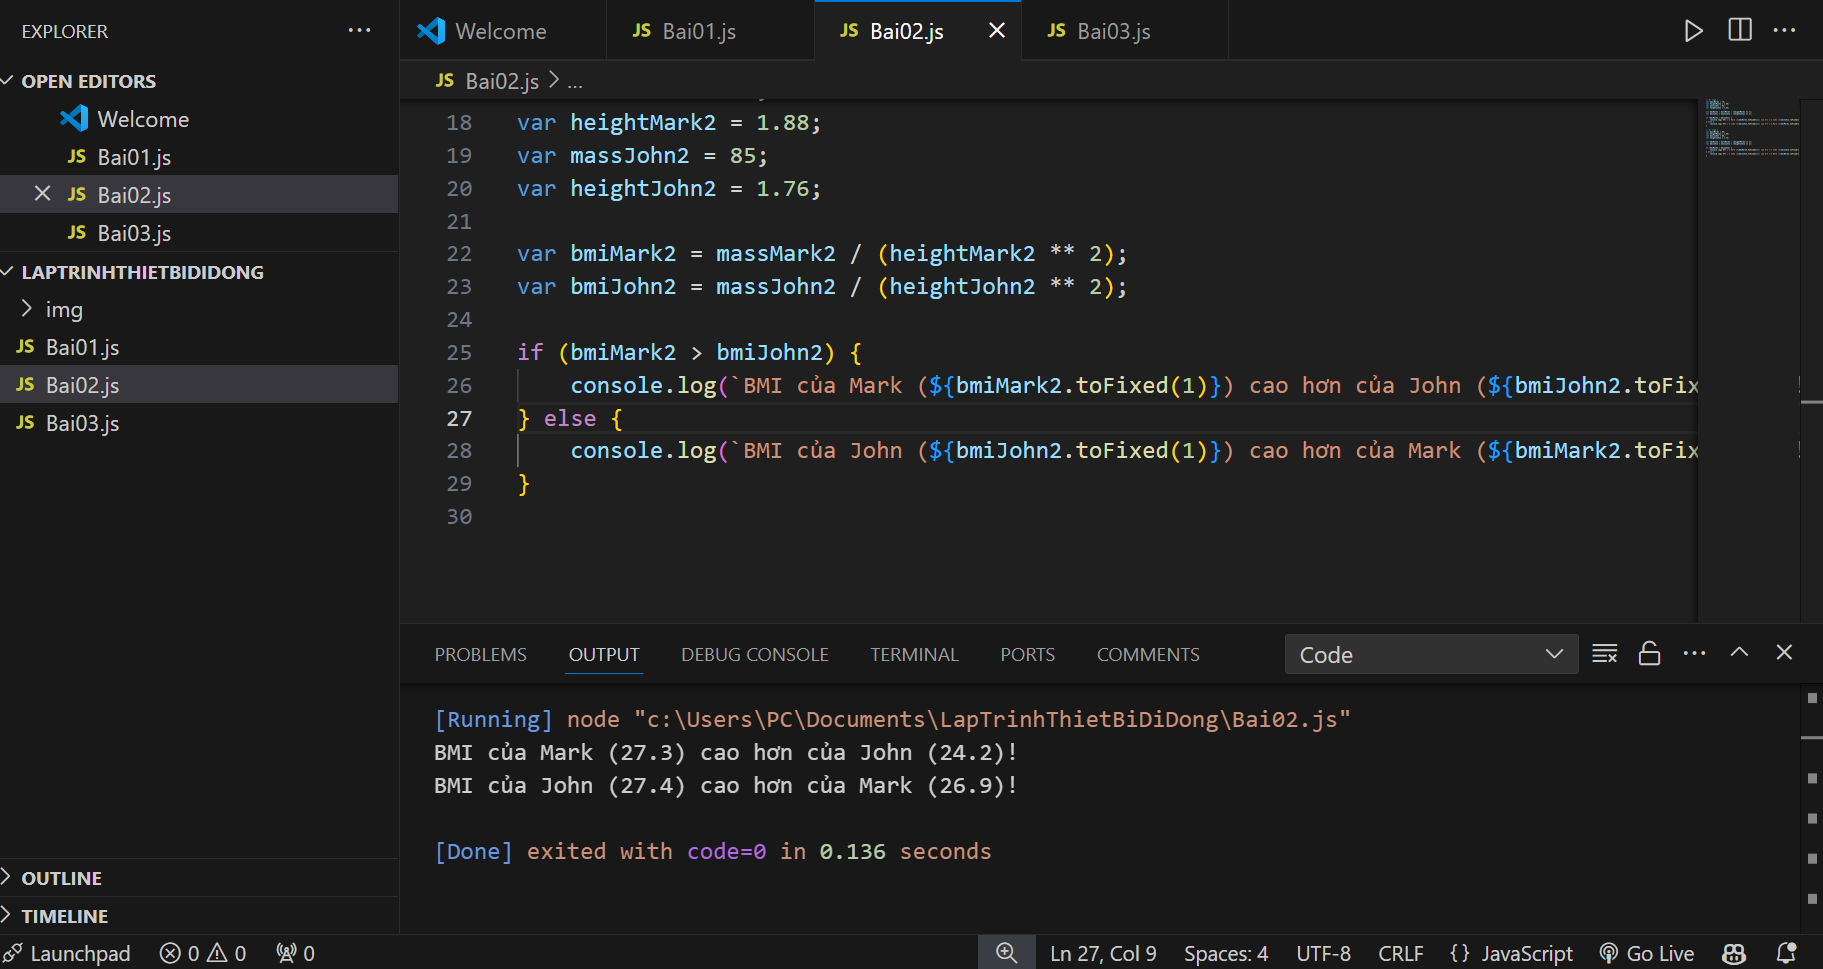 EXPLORER
OPEN EDITORS
Welcome
JS Bai01.js
JS Bai02.js
JS Bai03.js
LAPTRINHTHIETBIDIDONG
img
JS Bai01.js
JS Bai02.js
JS Bai03.js
OUTLINE
TIMELINE
Welcome
JS Bai01.js
JS Bai02.js
JS Bai03.js
JS Bai02.js > ...
18 var heightMark2 = 1.88;
19 var massJohn2 = 85;
20 var heightJohn2 = 1.76;
21
22 var bmiMark2 = massMark2 / (heightMark2 ** 2);
23 var bmiJohn2 = massJohn2 / (heightJohn2 ** 2);
24
25 if (bmiMark2 > bmiJohn2) {
26 console.log(`BMI của Mark (${bmiMark2.toFixed(1)}) cao hơn của John (${bmiJohn2.toFix
27 } else {
28 console.log(`BMI của John (${bmiJohn2.toFixed(1)}) cao hơn của Mark (${bmiMark2.toFix
29 }
30
PROBLEMS OUTPUT DEBUG CONSOLE TERMINAL PORTS COMMENTS Code
[Running] node "c:\Users\PC\Documents\LapTrinhThietBiDiDong\Bai02.js"
BMI của Mark (27.3) cao hơn của John (24.2)!
BMI của John (27.4) cao hơn của Mark (26.9)!
[Done] exited with code=0 in 0.136 seconds
Launchpad 0 0 0 Ln 27, Col 9 Spaces: 4 UTF-8 CRLF {} JavaScript Go Live